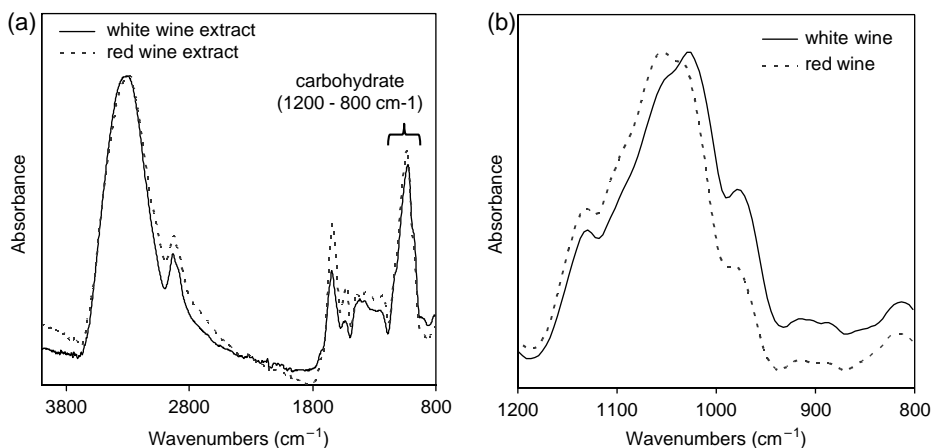 (a)
white wine extract
red wine extract
carbohydrate
(1200 - 800 cm-1)
Absorbance
3800 2800 1800 800
Wavenumbers (cm⁻¹)
(b)
white wine
red wine
Absorbance
1200 1100 1000 900 800
Wavenumbers (cm⁻¹)